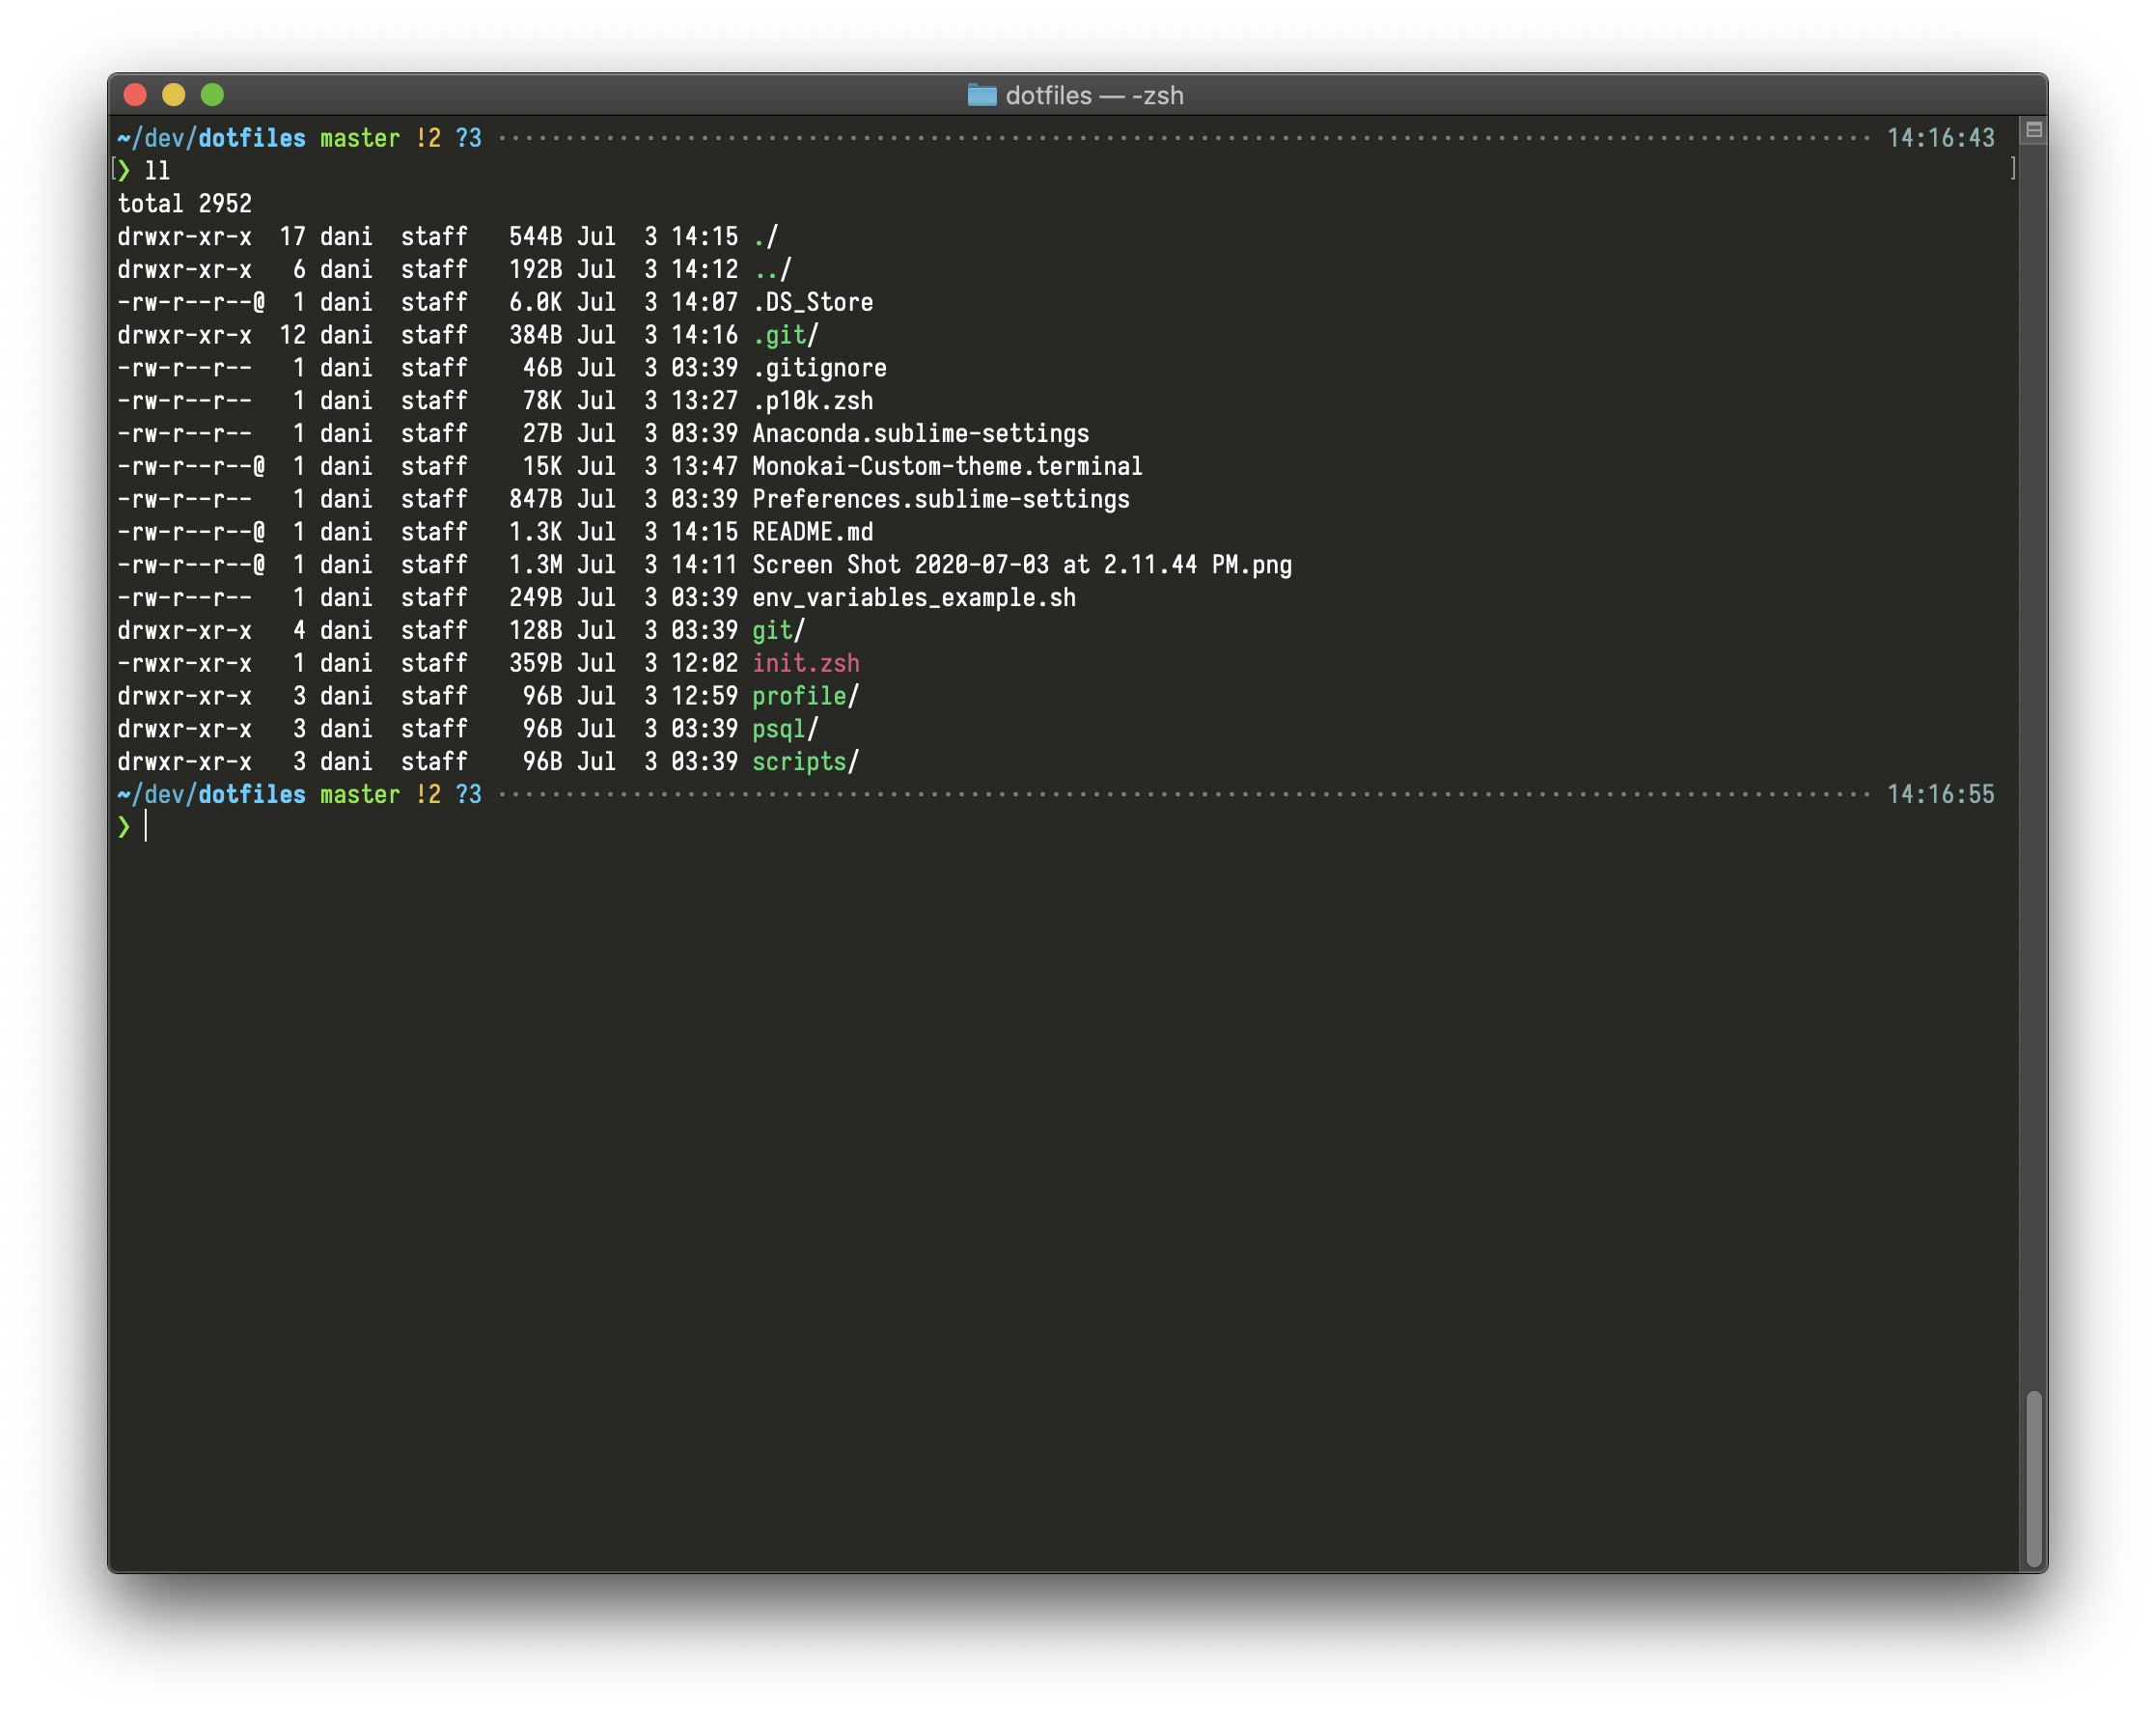 dotfiles — -zsh
~/dev/dotfiles master !2 ?3 ······································································································ 14:16:43
❯ ll
total 2952
drwxr-xr-x  17 dani  staff   544B Jul  3 14:15 ./
drwxr-xr-x   6 dani  staff   192B Jul  3 14:12 ../
-rw-r--r--@  1 dani  staff   6.0K Jul  3 14:07 .DS_Store
drwxr-xr-x  12 dani  staff   384B Jul  3 14:16 .git/
-rw-r--r--   1 dani  staff    46B Jul  3 03:39 .gitignore
-rw-r--r--   1 dani  staff    78K Jul  3 13:27 .p10k.zsh
-rw-r--r--   1 dani  staff    27B Jul  3 03:39 Anaconda.sublime-settings
-rw-r--r--@  1 dani  staff    15K Jul  3 13:47 Monokai-Custom-theme.terminal
-rw-r--r--   1 dani  staff   847B Jul  3 03:39 Preferences.sublime-settings
-rw-r--r--@  1 dani  staff   1.3K Jul  3 14:15 README.md
-rw-r--r--@  1 dani  staff   1.3M Jul  3 14:11 Screen Shot 2020-07-03 at 2.11.44 PM.png
-rw-r--r--   1 dani  staff   249B Jul  3 03:39 env_variables_example.sh
drwxr-xr-x   4 dani  staff   128B Jul  3 03:39 git/
-rwxr-xr-x   1 dani  staff   359B Jul  3 12:02 init.zsh
drwxr-xr-x   3 dani  staff    96B Jul  3 12:59 profile/
drwxr-xr-x   3 dani  staff    96B Jul  3 03:39 psql/
drwxr-xr-x   3 dani  staff    96B Jul  3 03:39 scripts/
~/dev/dotfiles master !2 ?3 ······································································································ 14:16:55
❯